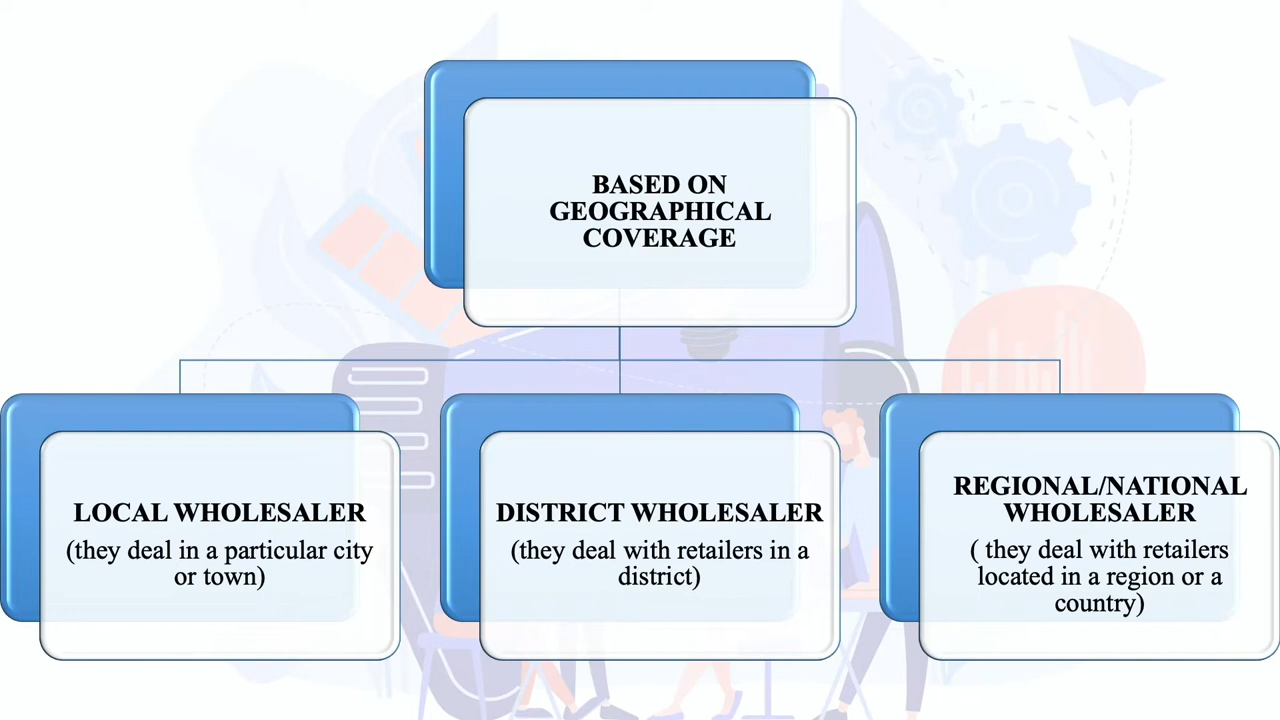 BASED ON
GEOGRAPHICAL
COVERAGE
LOCAL WHOLESALER
(they deal in a particular city
or town)
DISTRICT WHOLESALER
(they deal with retailers in a
district)
REGIONAL/NATIONAL
WHOLESALER
( they deal with retailers
located in a region or a
country)